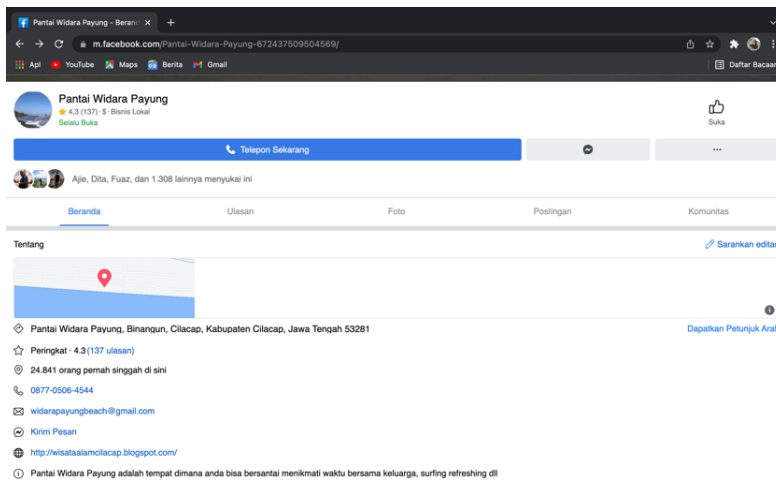 Pantai Widara Payung - Berand
m.facebook.com/Pantai-Widara-Payung-672437509504569/
Apl YouTube Maps Berita Gmail Daftar Bacaan
Pantai Widara Payung
4,3 (137) · $ · Bisnis Lokal
Selalu Buka
Suka
Telepon Sekarang
Ajie, Dita, Fuaz, dan 1.308 lainnya menyukai ini
Beranda Ulasan Foto Postingan Komunitas
Tentang Sarankan editan
Pantai Widara Payung, Binangun, Cilacap, Kabupaten Cilacap, Jawa Tengah 53281 Dapatkan Petunjuk Arah
Peringkat · 4.3 (137 ulasan)
24.841 orang pernah singgah di sini
0877-0506-4544
widarapayungbeach@gmail.com
Kirim Pesan
http://wisataalamcilacap.blogspot.com/
Pantai Widara Payung adalah tempat dimana anda bisa bersantai menikmati waktu bersama keluarga, surfing refreshing dll